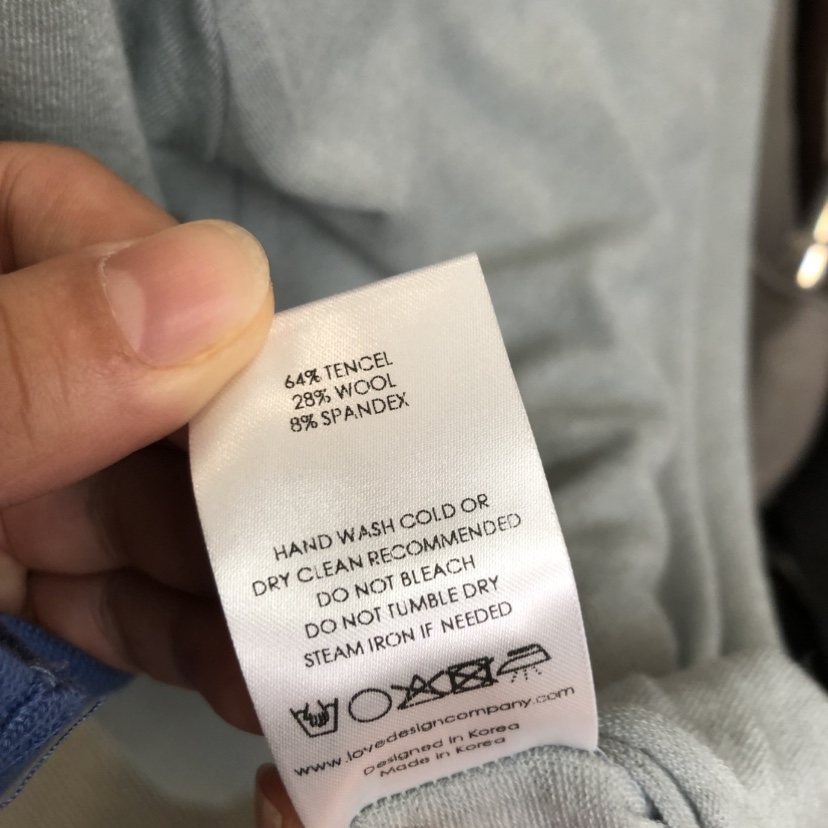 64% TENCEL
28% WOOL
8% SPANDEX
HAND WASH COLD OR
DRY CLEAN RECOMMENDED
DO NOT BLEACH
DO NOT TUMBLE DRY
STEAM IRON IF NEEDED
www.lovedesigncompany.com
Designed in Korea
Made in Korea